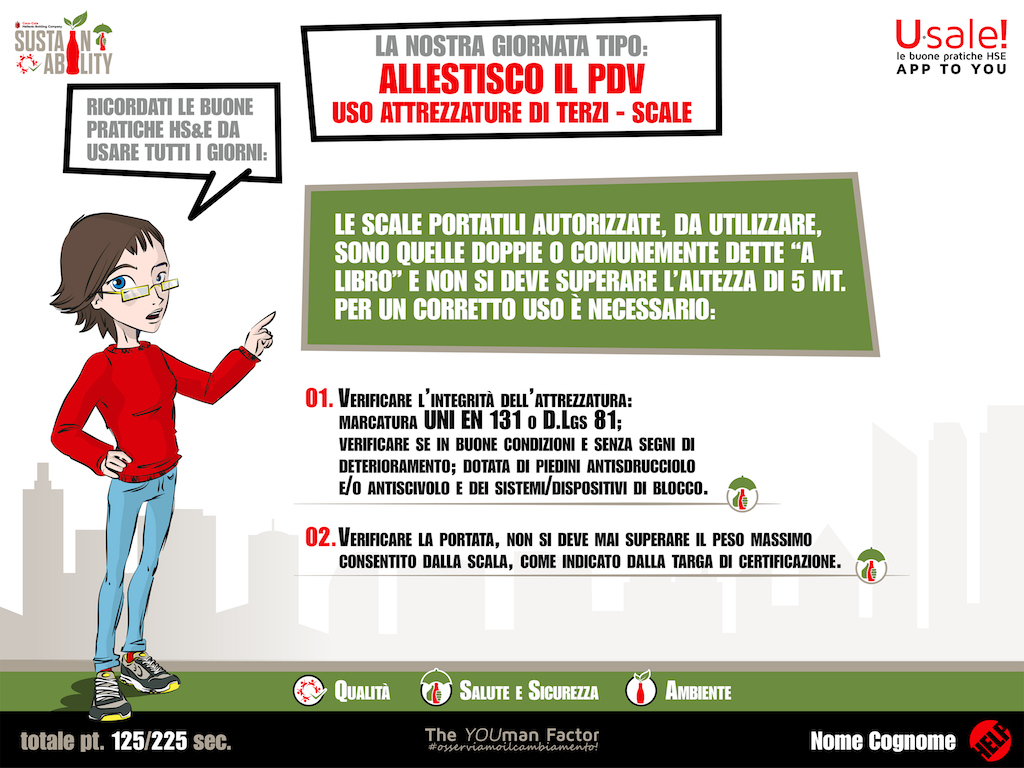 Coca-Cola
Hellenic Bottling Company
SUSTAIN
ABILITY
LA NOSTRA GIORNATA TIPO:
ALLESTISCO IL PDV
USO ATTREZZATURE DI TERZI - SCALE
U·sale!
le buone pratiche HSE
APP TO YOU
RICORDATI LE BUONE
PRATICHE HS&E DA
USARE TUTTI I GIORNI:
LE SCALE PORTATILI AUTORIZZATE, DA UTILIZZARE,
SONO QUELLE DOPPIE O COMUNEMENTE DETTE “A
LIBRO” E NON SI DEVE SUPERARE L’ALTEZZA DI 5 MT.
PER UN CORRETTO USO È NECESSARIO:
01. VERIFICARE L’INTEGRITÀ DELL’ATTREZZATURA:
MARCATURA UNI EN 131 O D.LGS 81;
VERIFICARE SE IN BUONE CONDIZIONI E SENZA SEGNI DI
DETERIORAMENTO; DOTATA DI PIEDINI ANTISDRUCCIOLO
E/O ANTISCIVOLO E DEI SISTEMI/DISPOSITIVI DI BLOCCO.
02. VERIFICARE LA PORTATA, NON SI DEVE MAI SUPERARE IL PESO MASSIMO
CONSENTITO DALLA SCALA, COME INDICATO DALLA TARGA DI CERTIFICAZIONE.
QUALITÀ
SALUTE E SICUREZZA
AMBIENTE
totale pt. 125/225 sec.
The YOUman Factor
#osserviamoilcambiamento!
Nome Cognome
HELP